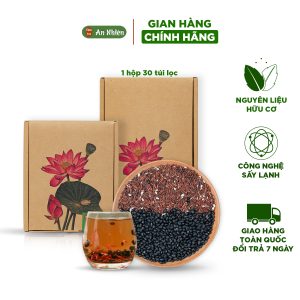 An Nhiên
GIAN HÀNG
CHÍNH HÃNG
1 hộp 30 túi lọc
NGUYÊN LIỆU
HỮU CƠ
CÔNG NGHỆ
SẤY LẠNH
GIAO HÀNG
TOÀN QUỐC
ĐỔI TRẢ 7 NGÀY